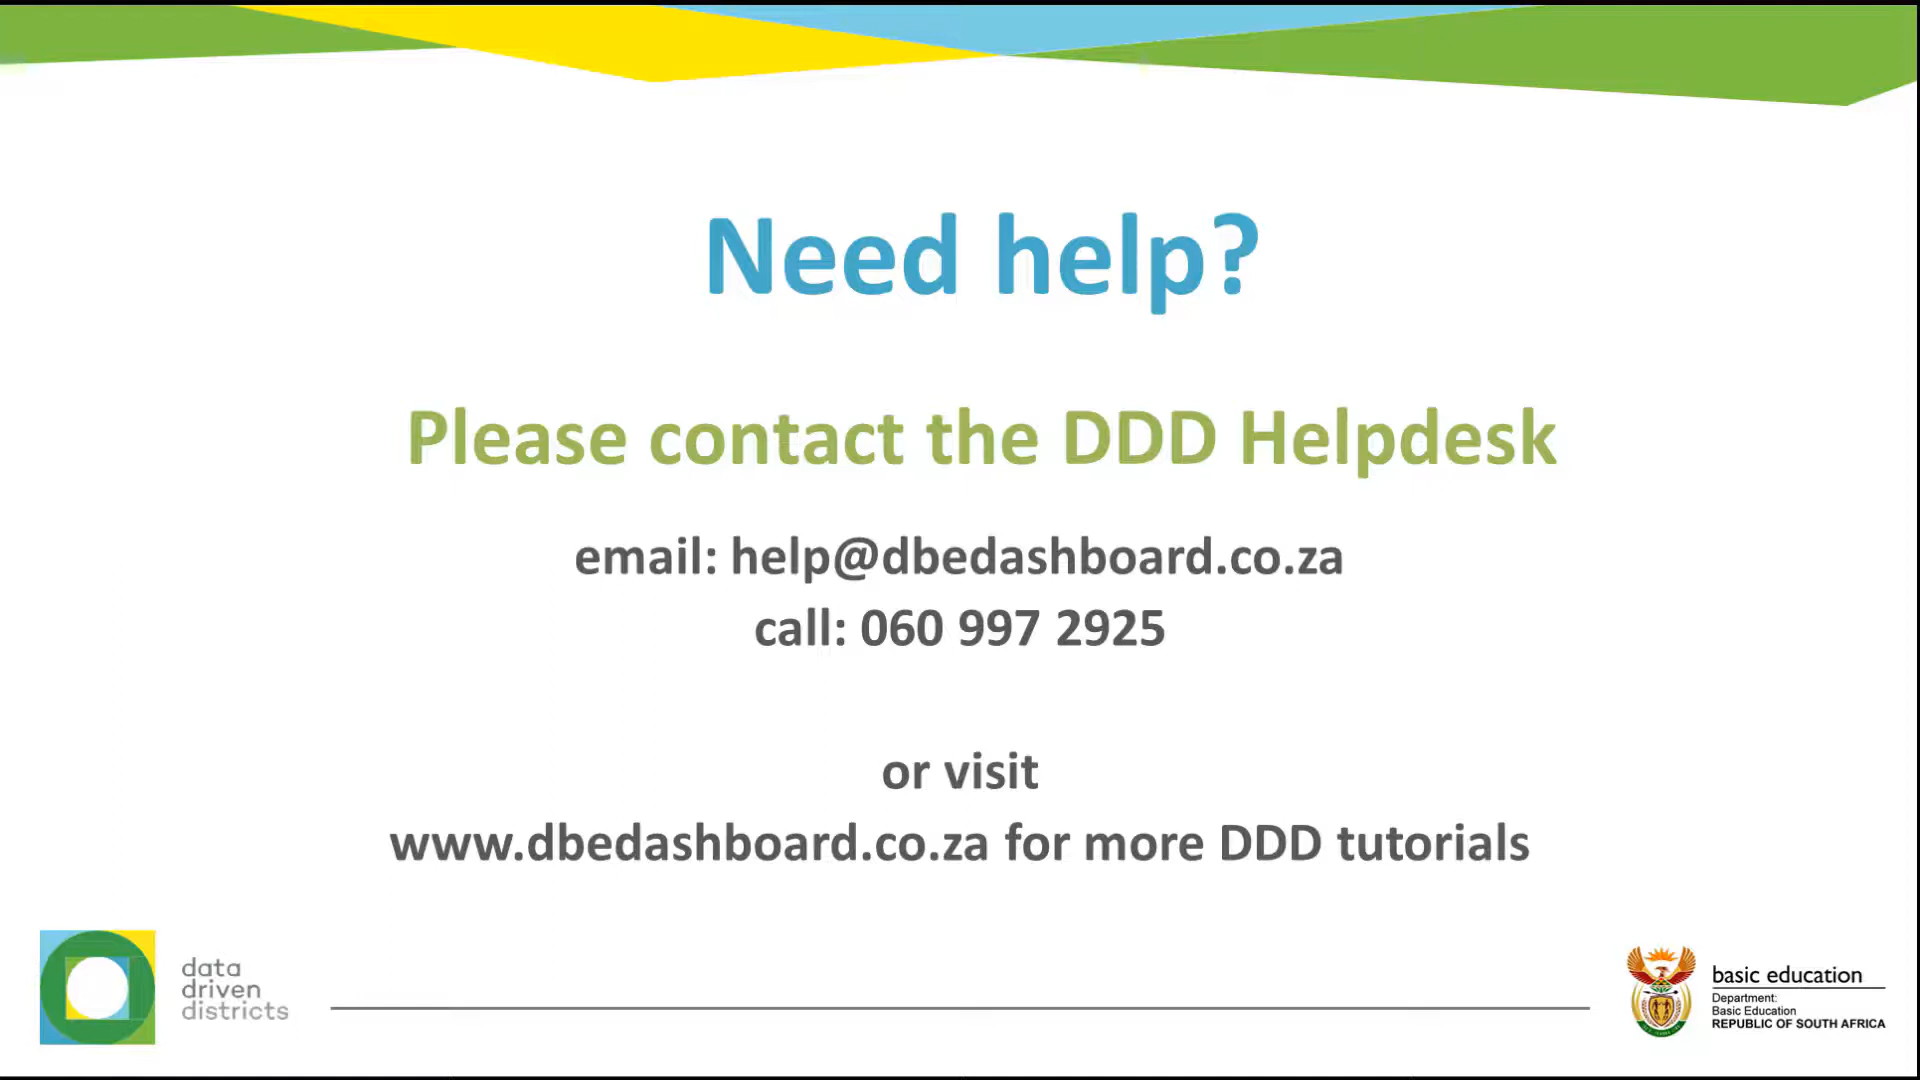 Need help?
Please contact the DDD Helpdesk
email: help@dbedashboard.co.za
call: 060 997 2925
or visit
www.dbedashboard.co.za for more DDD tutorials
data
driven
districts
basic education
Department:
Basic Education
REPUBLIC OF SOUTH AFRICA